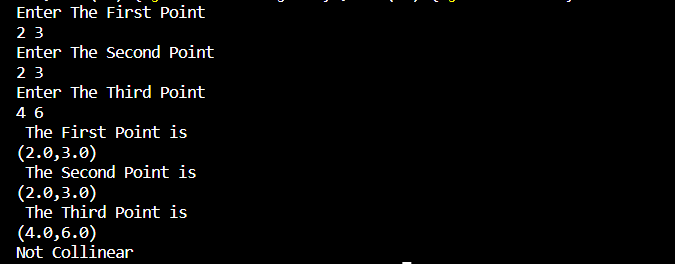 Enter The First Point
2 3
Enter The Second Point
2 3
Enter The Third Point
4 6
The First Point is
(2.0,3.0)
The Second Point is
(2.0,3.0)
The Third Point is
(4.0,6.0)
Not Collinear